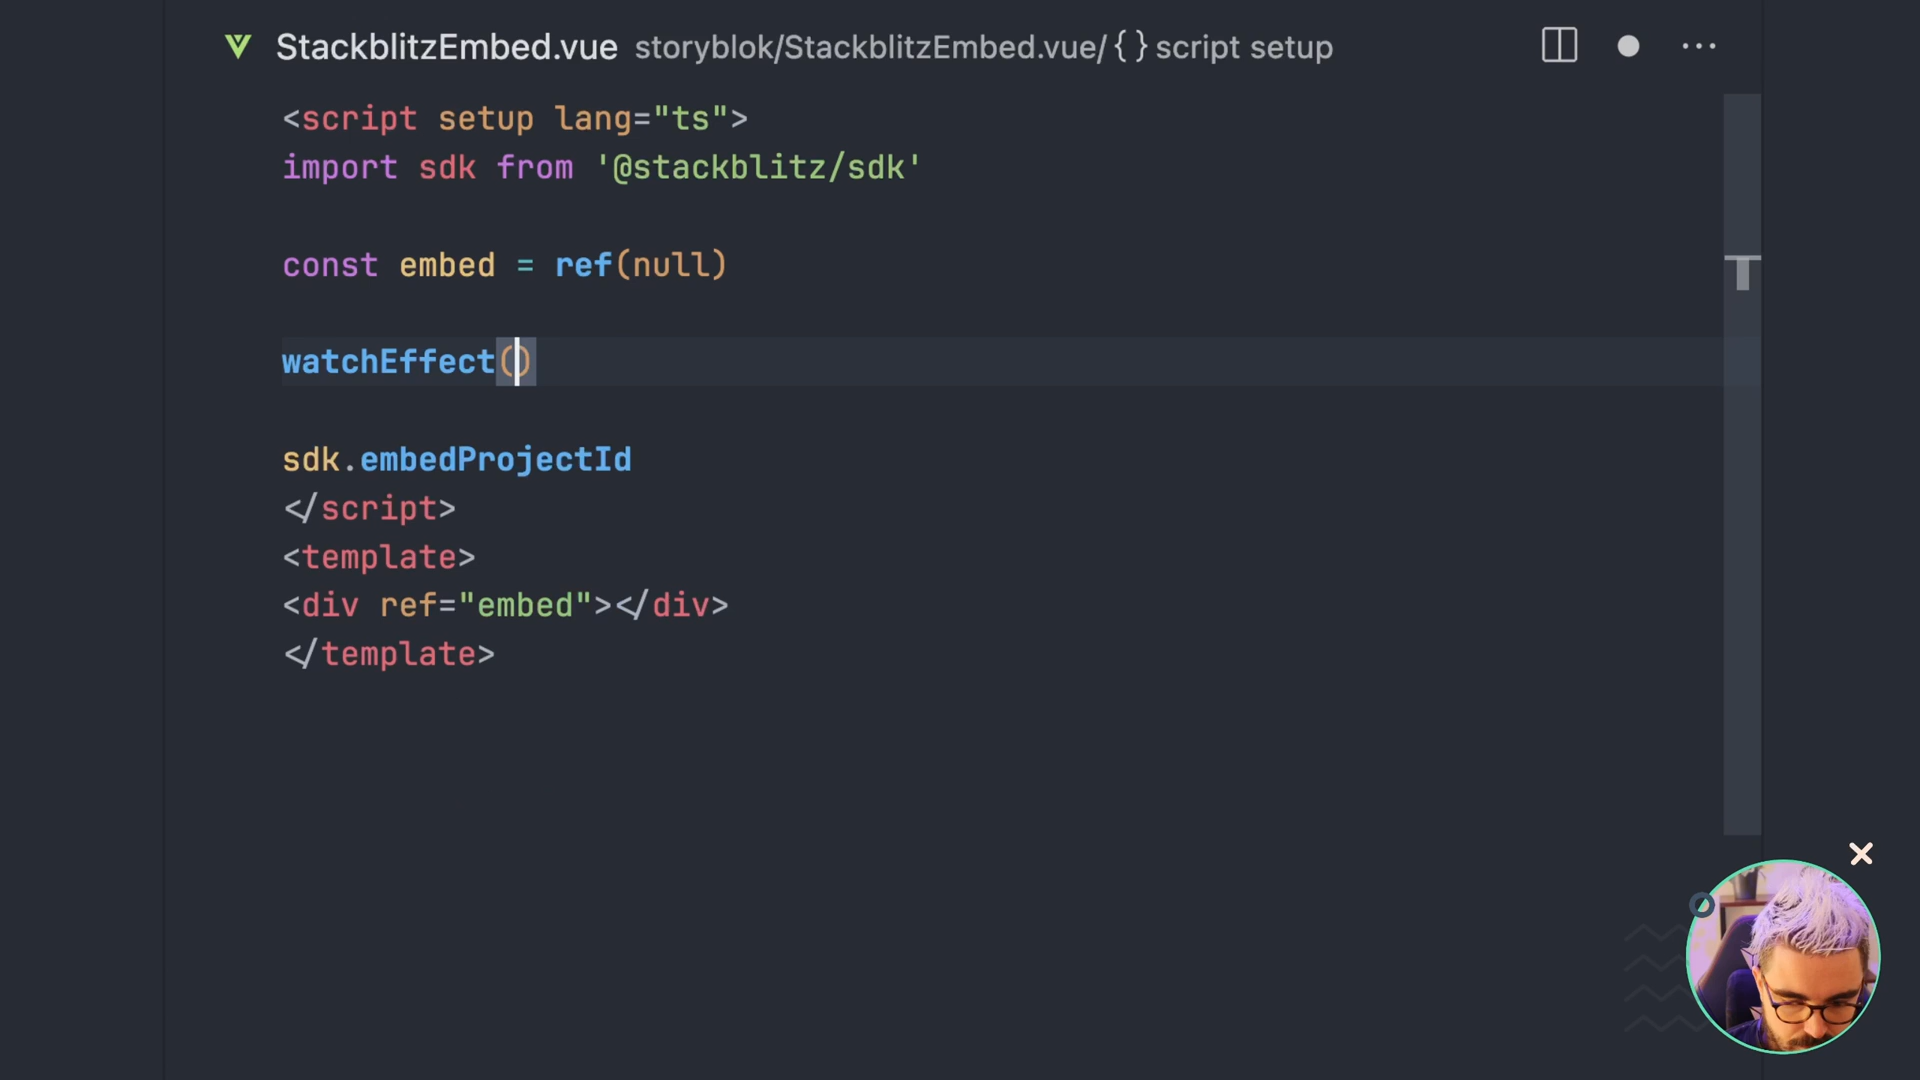 StackblitzEmbed.vue storyblok/StackblitzEmbed.vue/{} script setup
<script setup lang="ts">
import sdk from '@stackblitz/sdk'
const embed = ref(null)
watchEffect()
sdk.embedProjectId
</script>
<template>
<div ref="embed"></div>
</template>